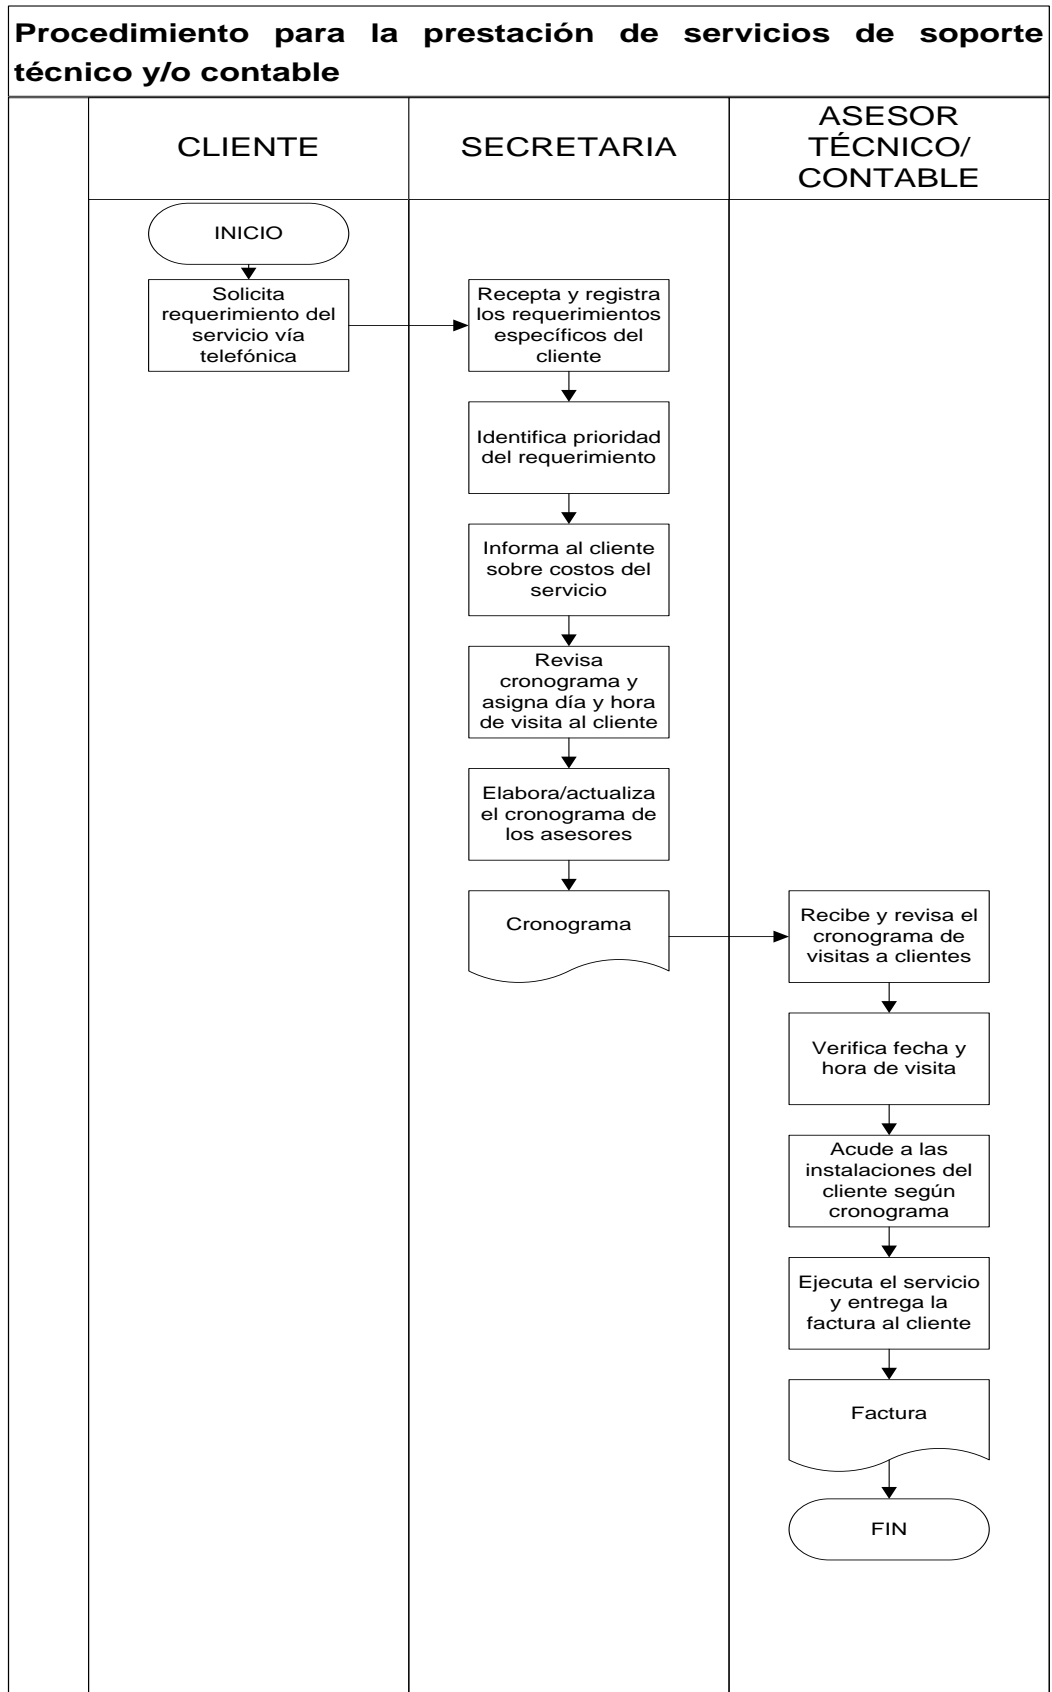 Procedimiento para la prestación de servicios de soporte
técnico y/o contable
CLIENTE
SECRETARIA
ASESOR
TÉCNICO/
CONTABLE
INICIO
Solicita
requerimiento del
servicio vía
telefónica
Recepta y registra
los requerimientos
específicos del
cliente
Identifica prioridad
del requerimiento
Informa al cliente
sobre costos del
servicio
Revisa
cronograma y
asigna día y hora
de visita al cliente
Elabora/actualiza
el cronograma de
los asesores
Cronograma
Recibe y revisa el
cronograma de
visitas a clientes
Verifica fecha y
hora de visita
Acude a las
instalaciones del
cliente según
cronograma
Ejecuta el servicio
y entrega la
factura al cliente
Factura
FIN